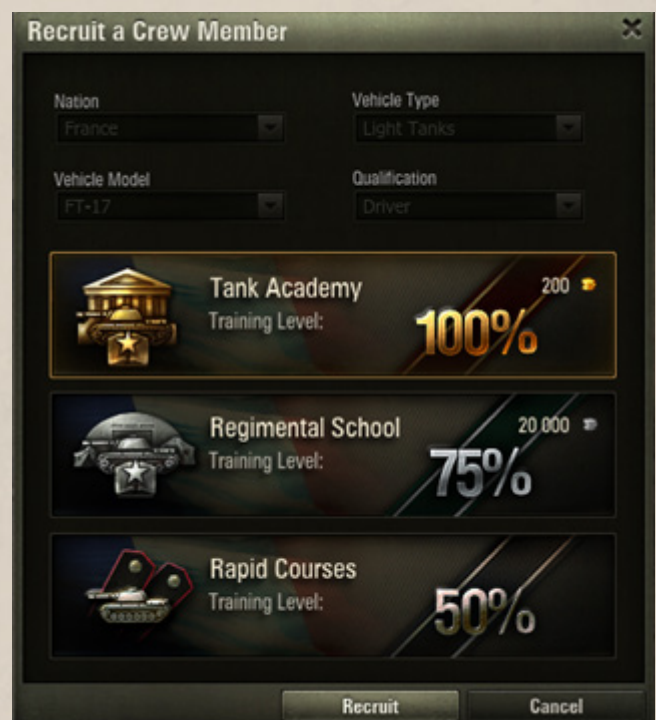 Recruit a Crew Member
Nation
Vehicle Type
France
Light Tanks
Vehicle Model
Qualification
FT-17
Driver
Tank Academy
200
Training Level:
100%
Regimental School
20 000
Training Level:
75%
Rapid Courses
Training Level:
50%
Recruit
Cancel